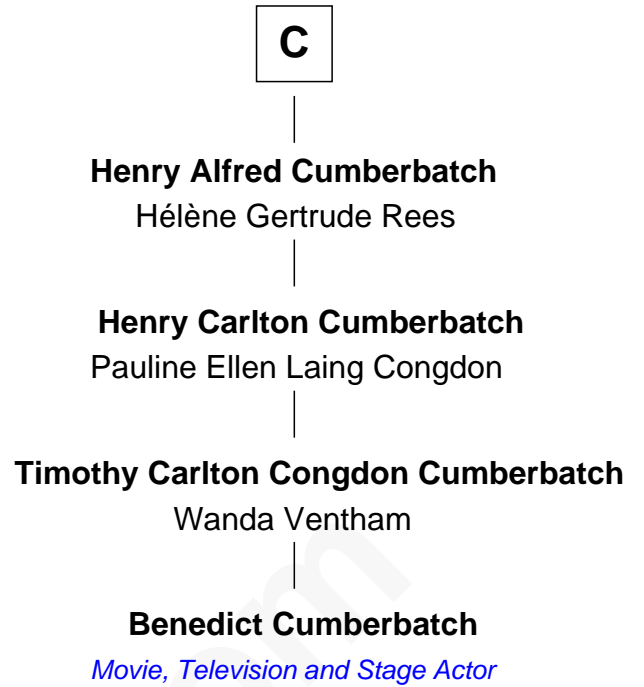 C
Henry Alfred Cumberbatch
Hélène Gertrude Rees
Henry Carlton Cumberbatch
Pauline Ellen Laing Congdon
Timothy Carlton Congdon Cumberbatch
Wanda Ventham
Benedict Cumberbatch
Movie, Television and Stage Actor